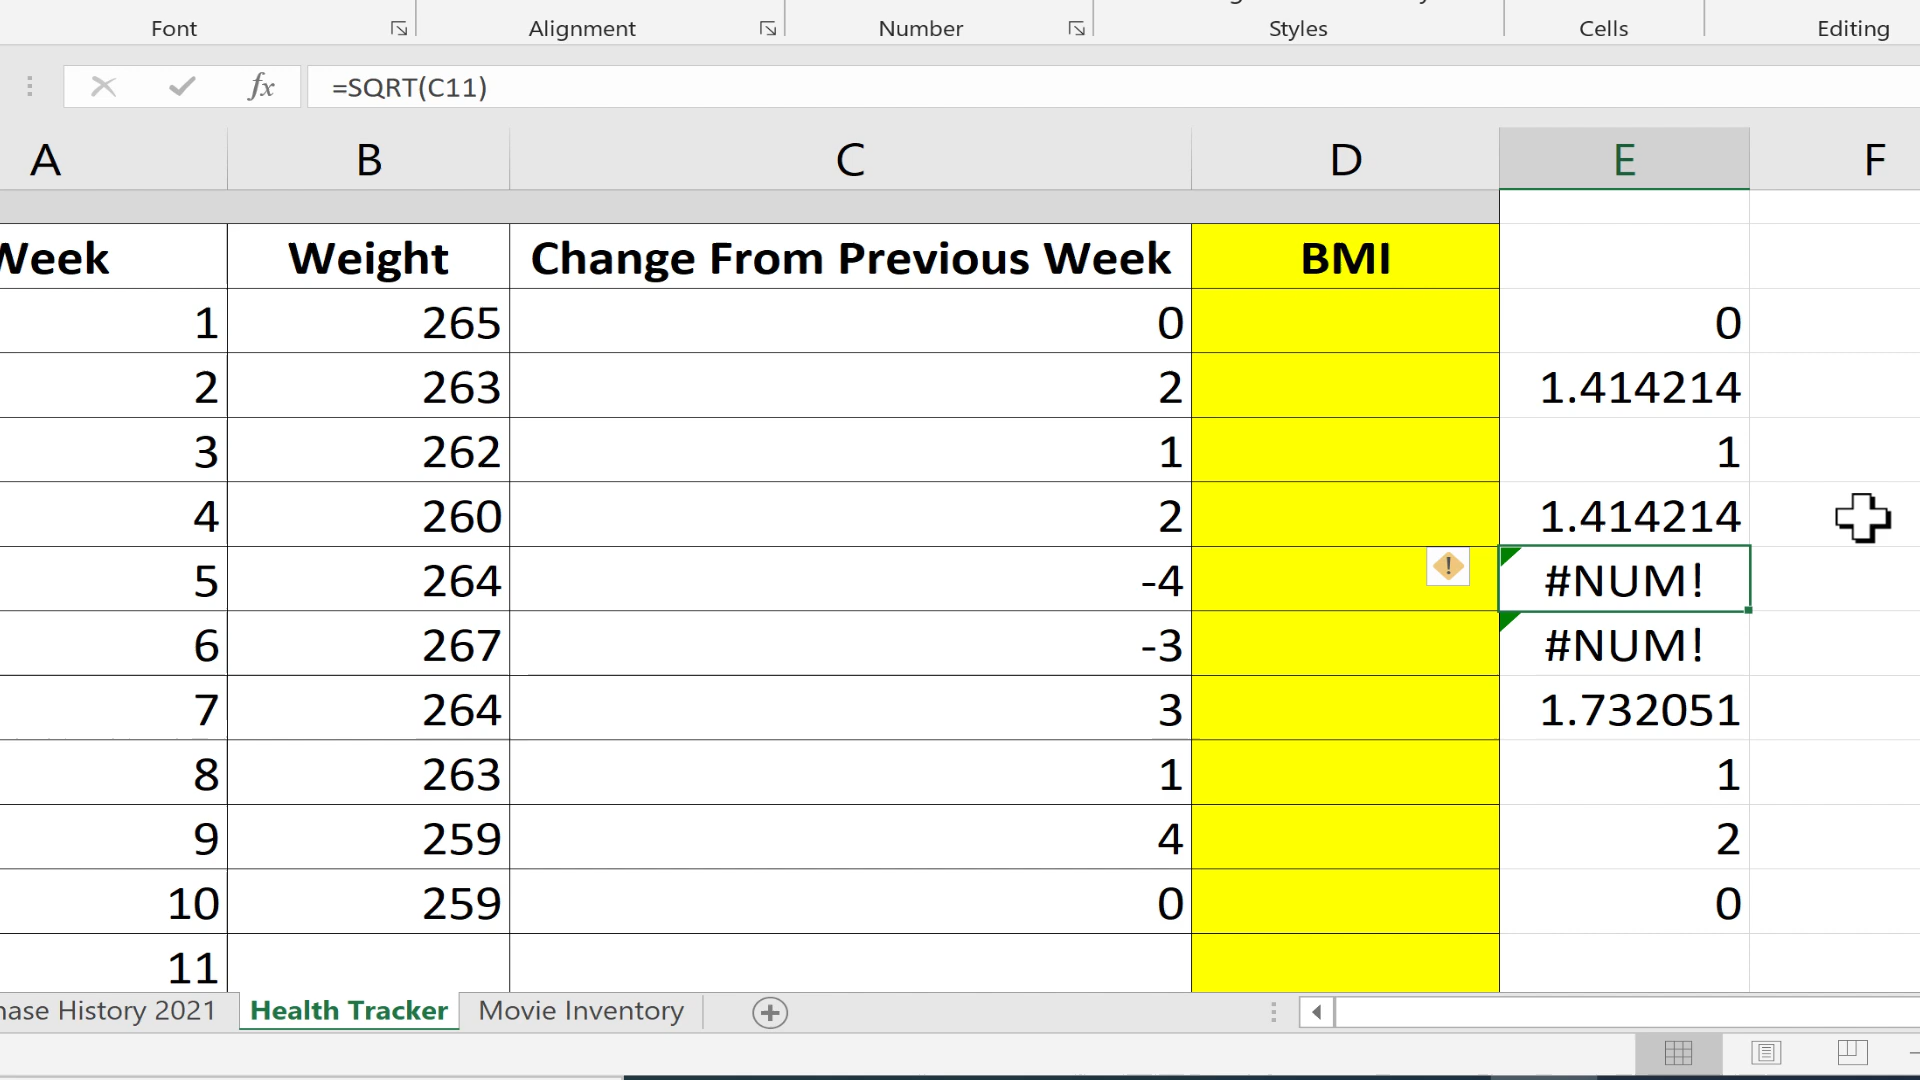 Font Alignment Number Styles Cells Editing
fx =SQRT(C11)
A B C D E F
Week Weight Change From Previous Week BMI
1 265 0 0
2 263 2 1.414214
3 262 1 1
4 260 2 1.414214
5 264 -4 ! #NUM!
6 267 -3 #NUM!
7 264 3 1.732051
8 263 1 1
9 259 4 2
10 259 0 0
11
hase History 2021 Health Tracker Movie Inventory